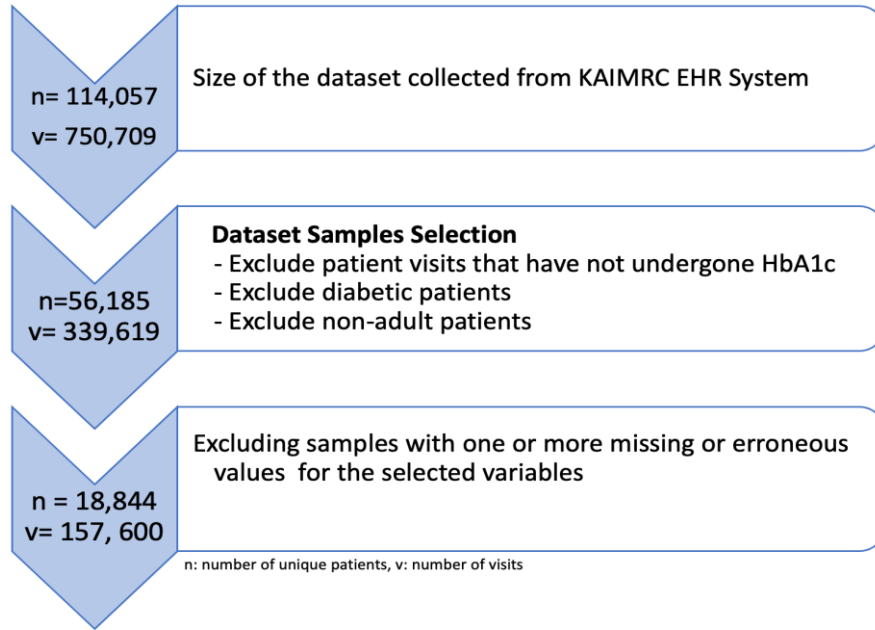 n= 114,057
v= 750,709
Size of the dataset collected from KAIMRC EHR System
n=56,185
v= 339,619
Dataset Samples Selection
- Exclude patient visits that have not undergone HbA1c
- Exclude diabetic patients
- Exclude non-adult patients
n = 18,844
v= 157, 600
Excluding samples with one or more missing or erroneous
values for the selected variables
n: number of unique patients, v: number of visits